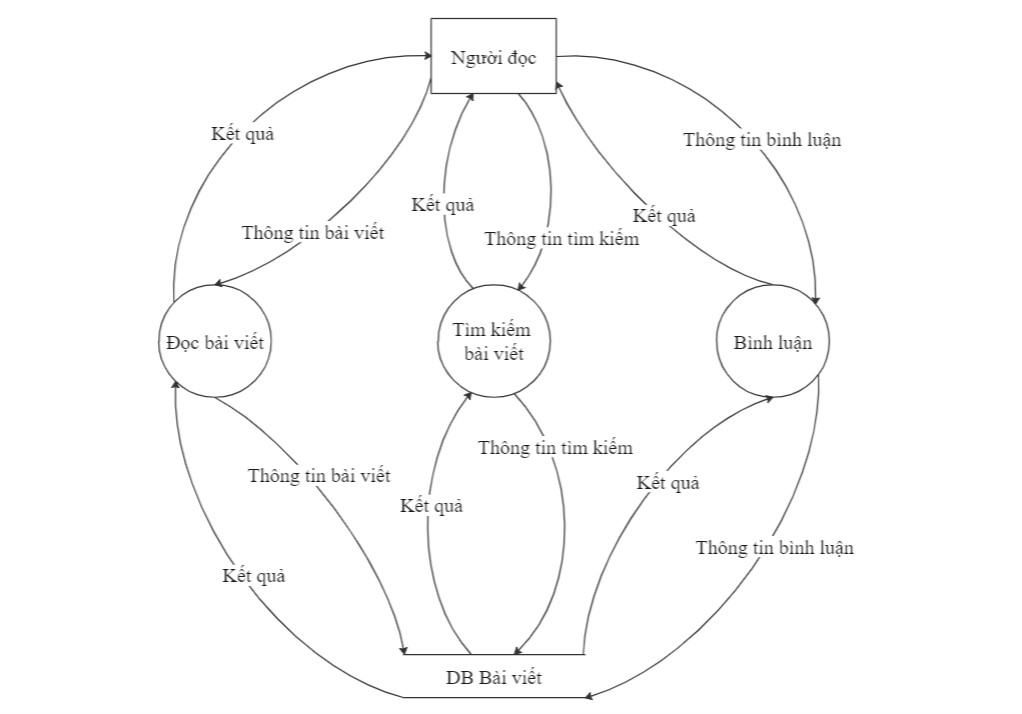 Người đọc
Kết quả
Thông tin bình luận
Kết quả
Kết quả
Thông tin bài viết
Thông tin tìm kiếm
Đọc bài viết
Tìm kiếm
bài viết
Bình luận
Thông tin tìm kiếm
Thông tin bài viết
Kết quả
Kết quả
Thông tin bình luận
Kết quả
DB Bài viết